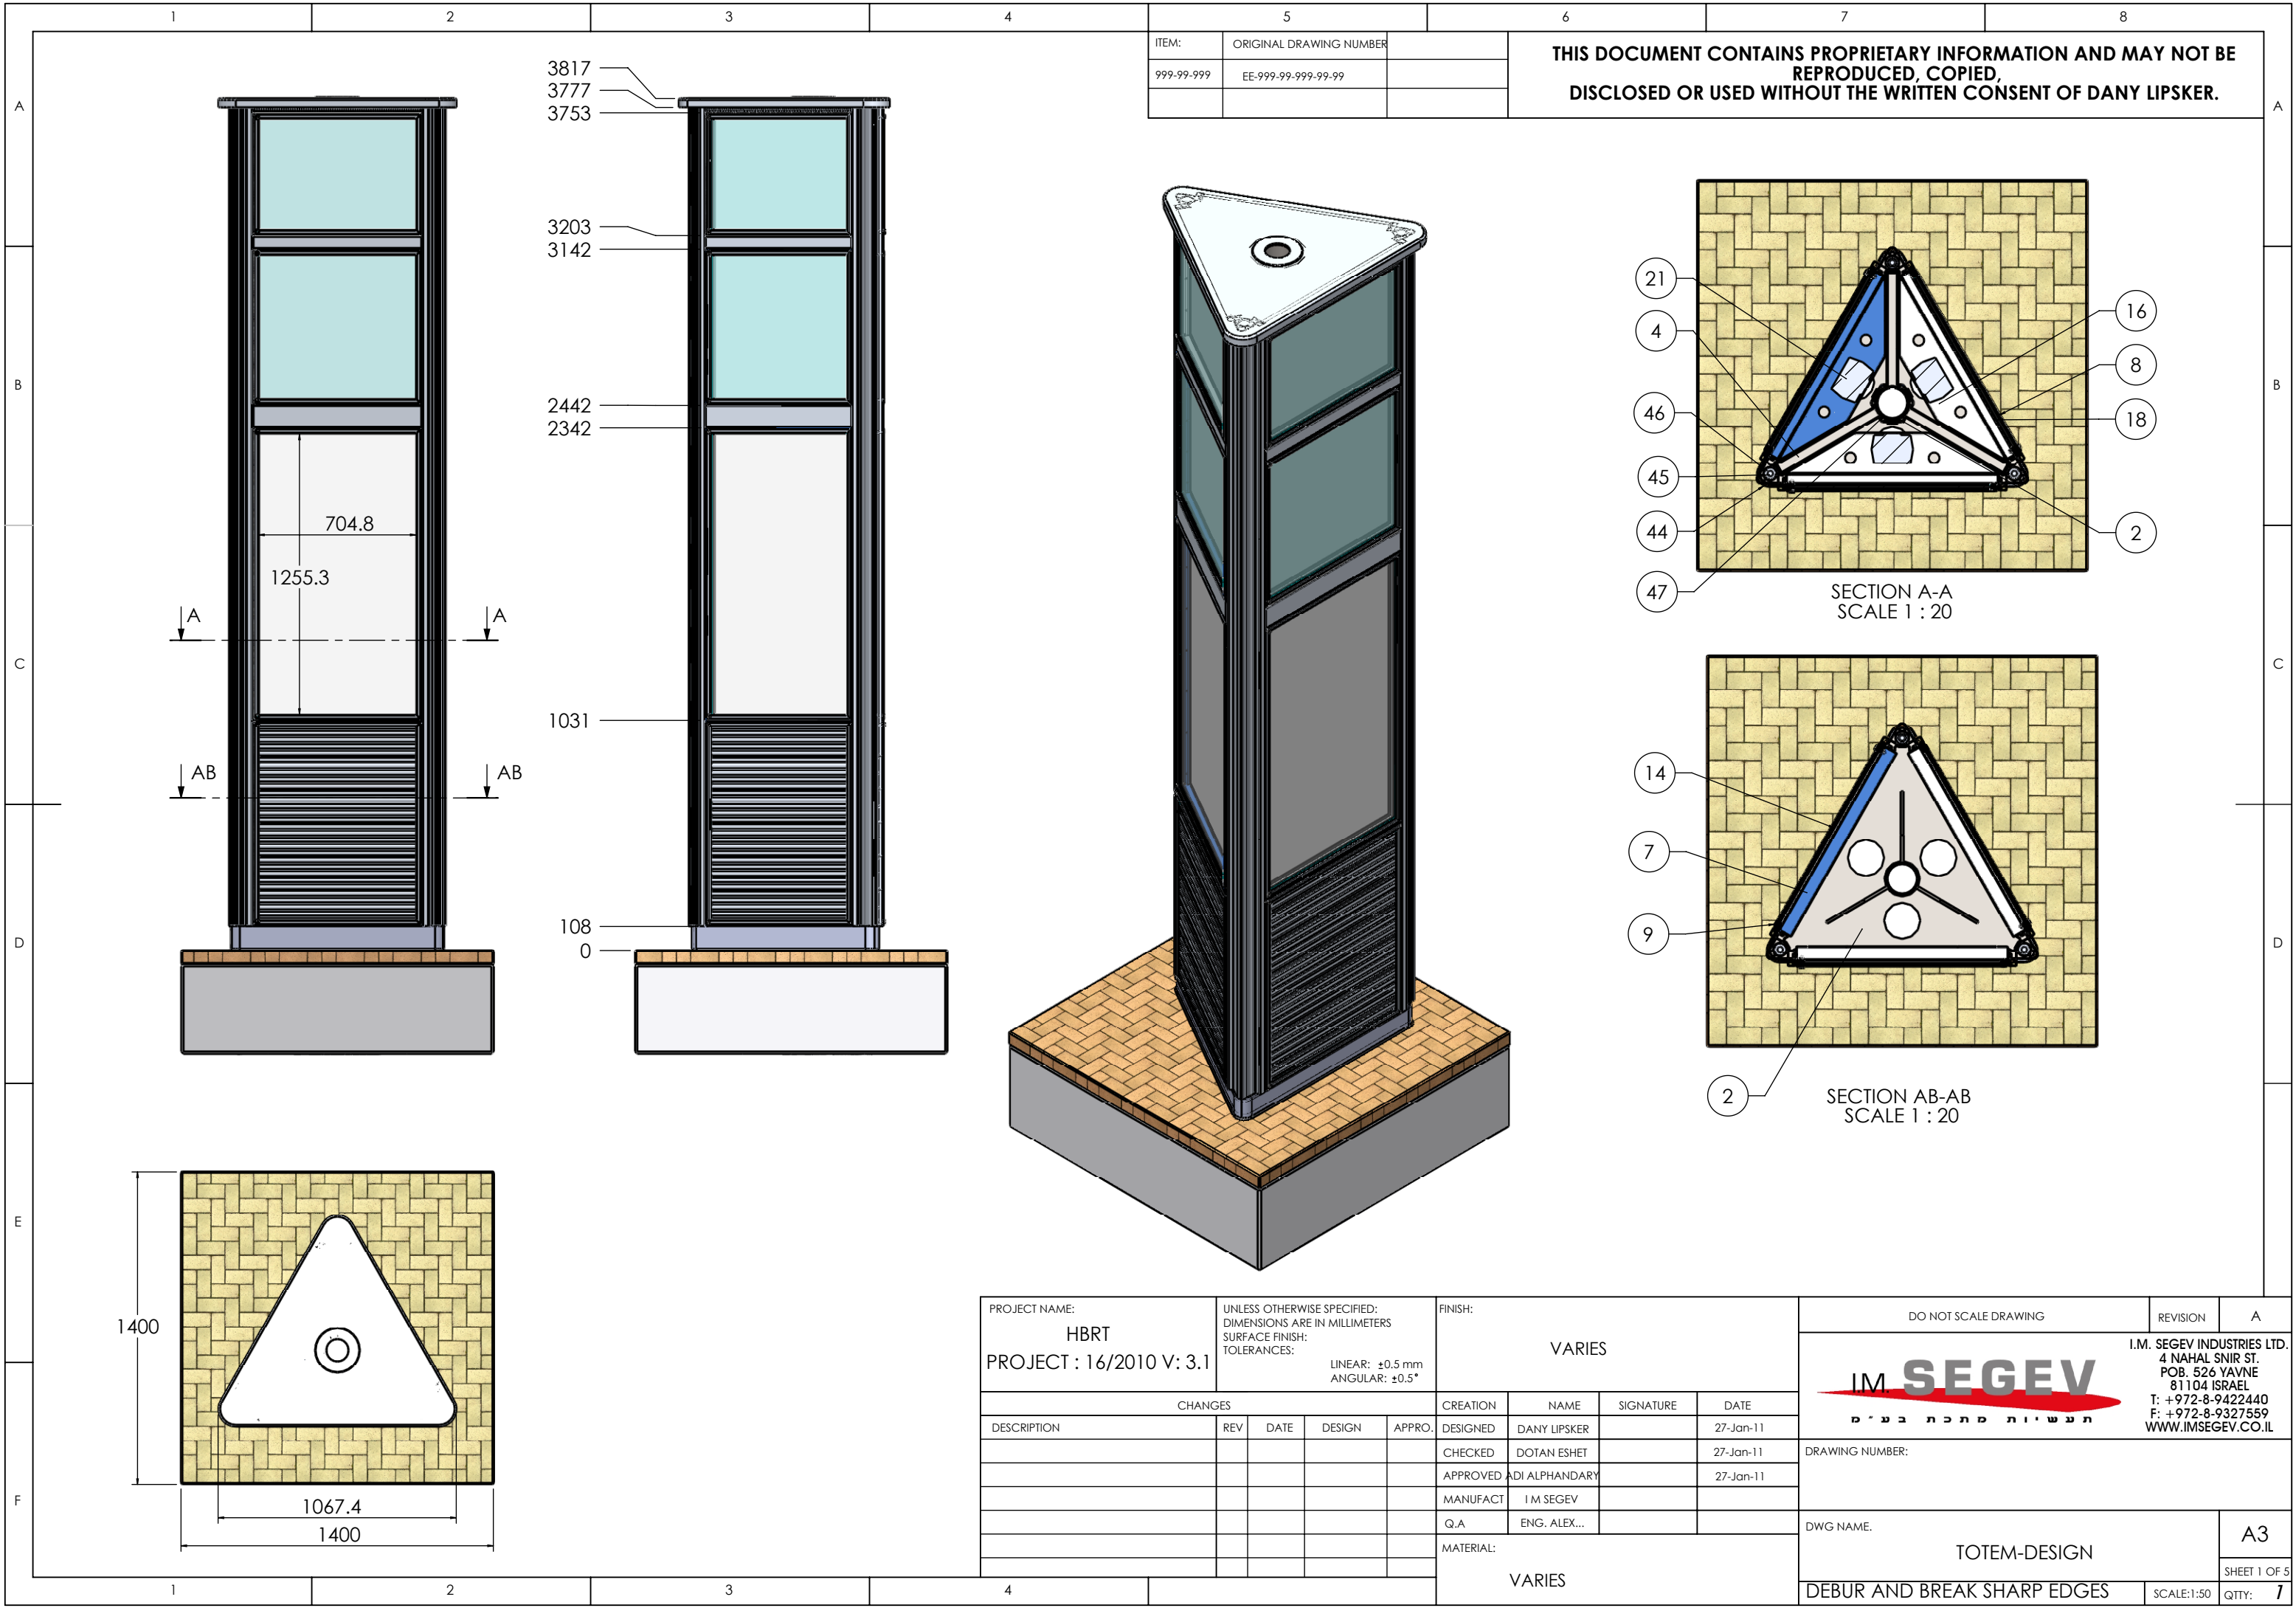 1 2 3 4 5 6 7 8
A
B
C
D
E
F
A
B
C
D
ITEM: ORIGINAL DRAWING NUMBER
999-99-999 EE-999-99-999-99-99
THIS DOCUMENT CONTAINS PROPRIETARY INFORMATION AND MAY NOT BE
REPRODUCED, COPIED,
DISCLOSED OR USED WITHOUT THE WRITTEN CONSENT OF DANY LIPSKER.
3817
3777
3753
3203
3142
2442
2342
1031
108
0
704.8
1255.3
A A
AB AB
21
4
46
45
44
47
16
8
18
2
SECTION A-A
SCALE 1 : 20
14
7
9
2
SECTION AB-AB
SCALE 1 : 20
1400
1067.4
1400
PROJECT NAME:
HBRT
PROJECT : 16/2010 V: 3.1
UNLESS OTHERWISE SPECIFIED:
DIMENSIONS ARE IN MILLIMETERS
SURFACE FINISH:
TOLERANCES:
LINEAR: ±0.5 mm
ANGULAR: ±0.5°
FINISH:
VARIES
CHANGES
DESCRIPTION REV DATE DESIGN APPRO.
CREATION NAME SIGNATURE DATE
DESIGNED DANY LIPSKER 27-Jan-11
CHECKED DOTAN ESHET 27-Jan-11
APPROVED ADI ALPHANDARY 27-Jan-11
MANUFACT I M SEGEV
Q.A ENG. ALEX...
MATERIAL:
VARIES
DO NOT SCALE DRAWING REVISION A
I.M. SEGEV
תעשיות מתכת בע"מ
I.M. SEGEV INDUSTRIES LTD.
4 NAHAL SNIR ST.
POB. 526 YAVNE
81104 ISRAEL
T: +972-8-9422440
F: +972-8-9327559
WWW.IMSEGEV.CO.IL
DRAWING NUMBER:
DWG NAME.
TOTEM-DESIGN
A3
SHEET 1 OF 5
DEBUR AND BREAK SHARP EDGES SCALE:1:50 QTTY: 1
1 2 3 4